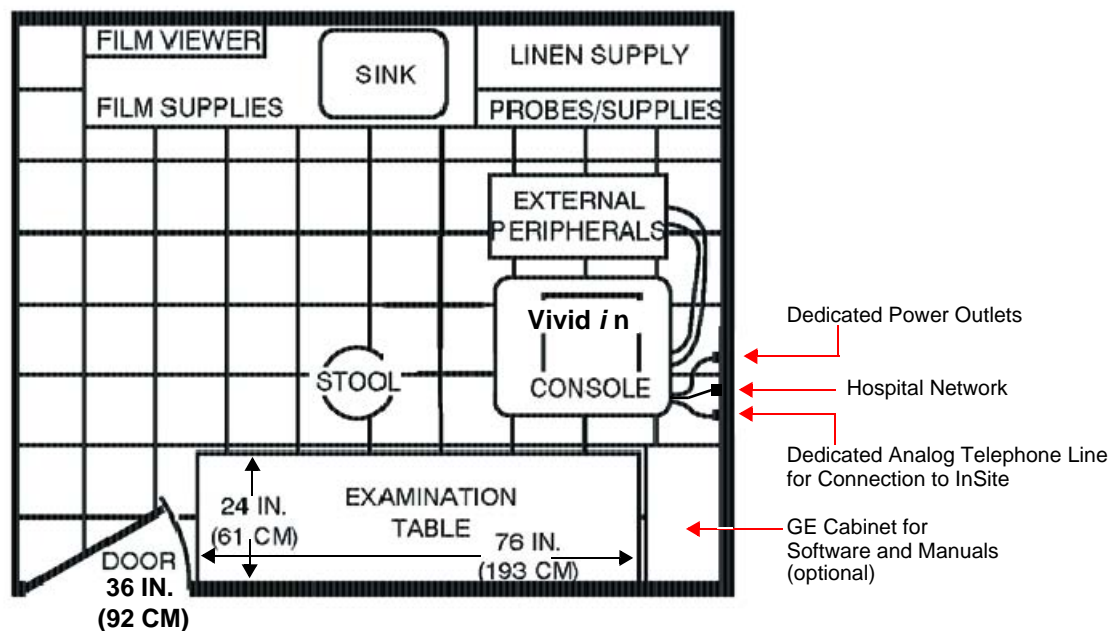 FILM VIEWER
SINK
LINEN SUPPLY
FILM SUPPLIES
PROBES/SUPPLIES
EXTERNAL
PERIPHERALS
Vivid i n
CONSOLE
STOOL
Dedicated Power Outlets
Hospital Network
Dedicated Analog Telephone Line
for Connection to InSite
EXAMINATION
TABLE
24 IN.
(61 CM)
76 IN.
(193 CM)
GE Cabinet for
Software and Manuals
(optional)
DOOR
36 IN.
(92 CM)